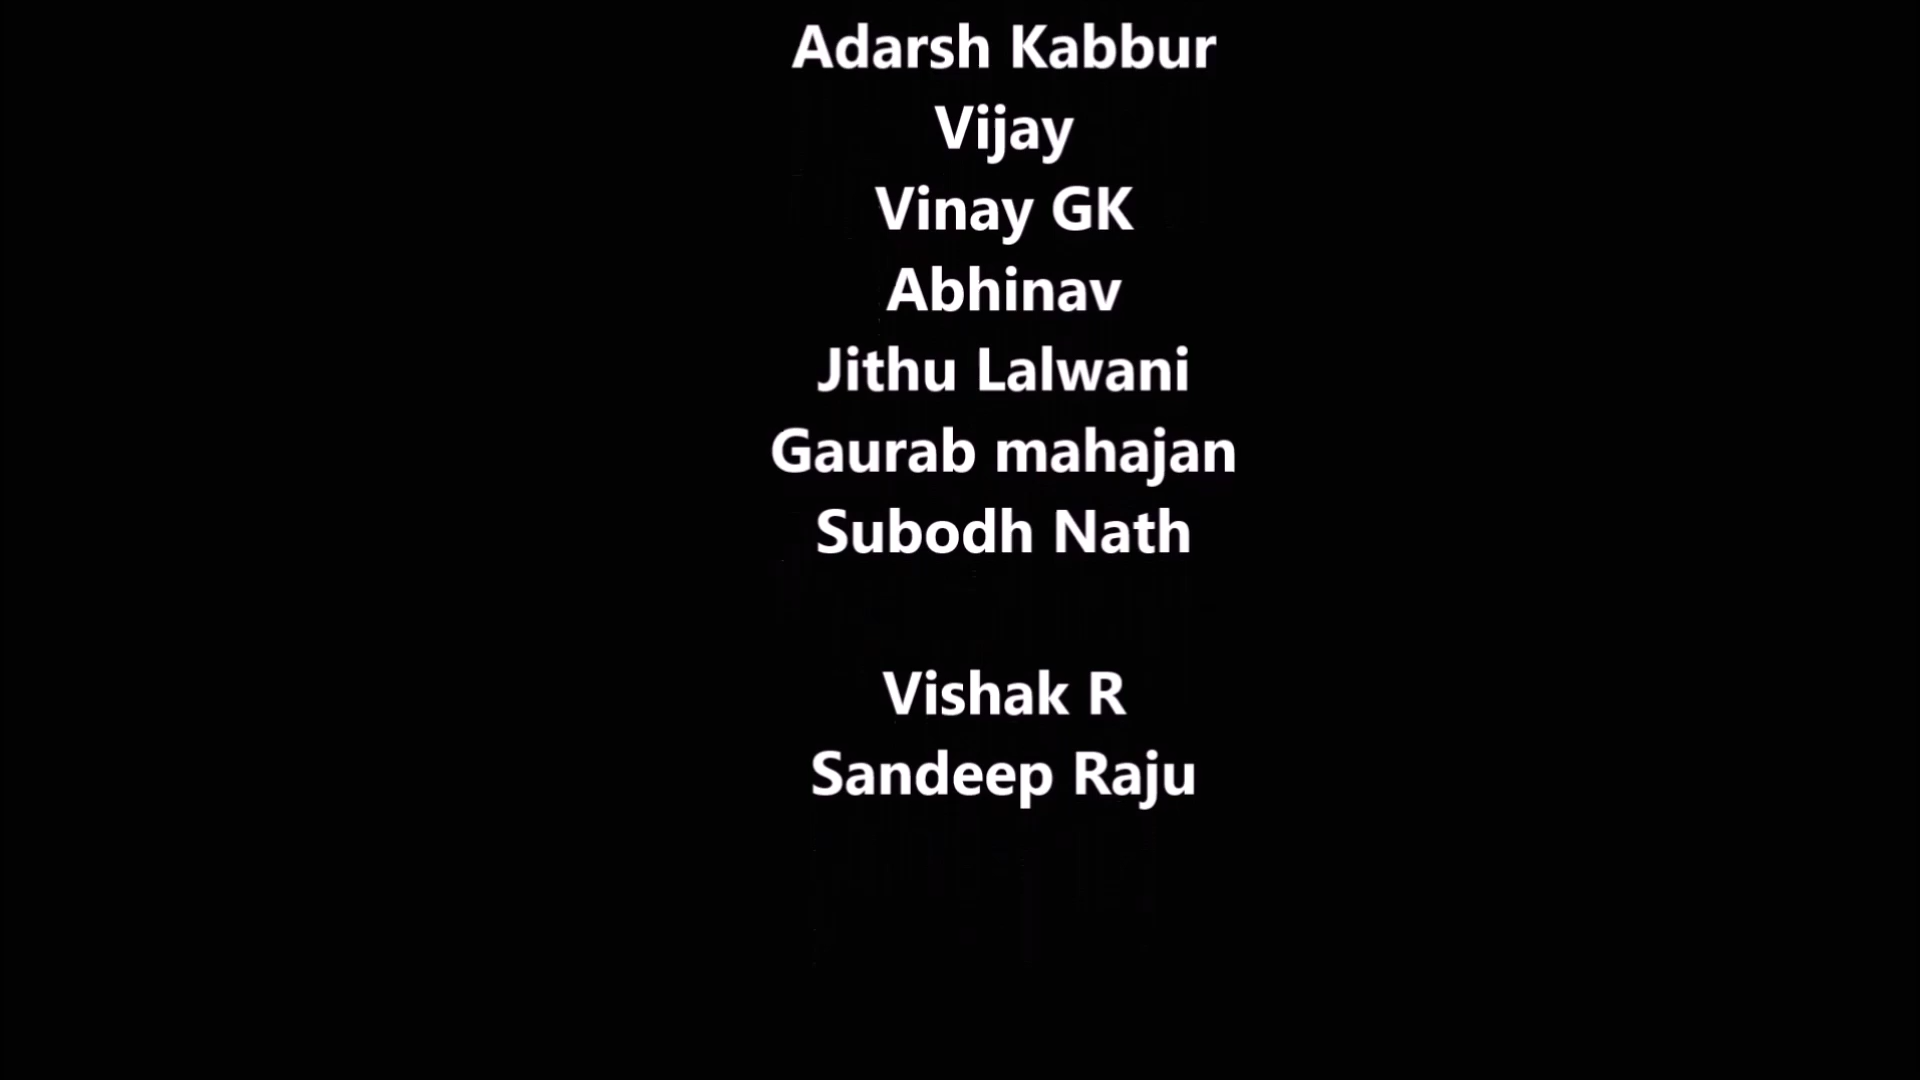 Adarsh Kabbur
Vijay
Vinay GK
Abhinav
Jithu Lalwani
Gaurab mahajan
Subodh Nath
Vishak R
Sandeep Raju